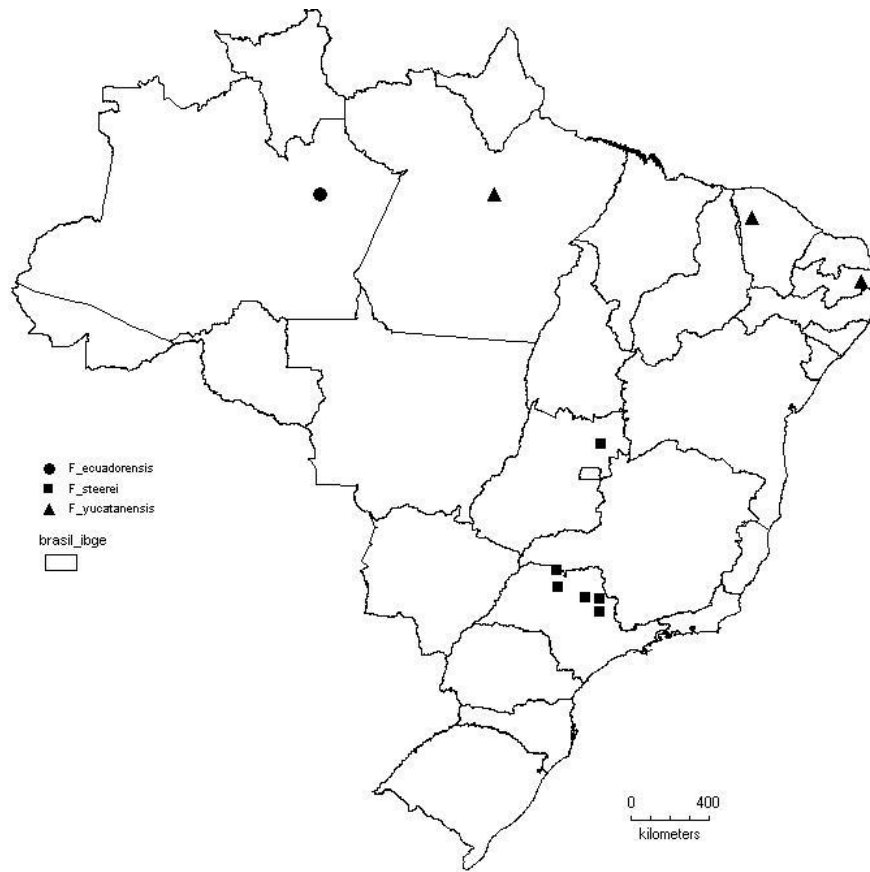 F_ecuadorensis
F_steerei
F_yucatanensis
brasil_ibge
0 400
kilometers